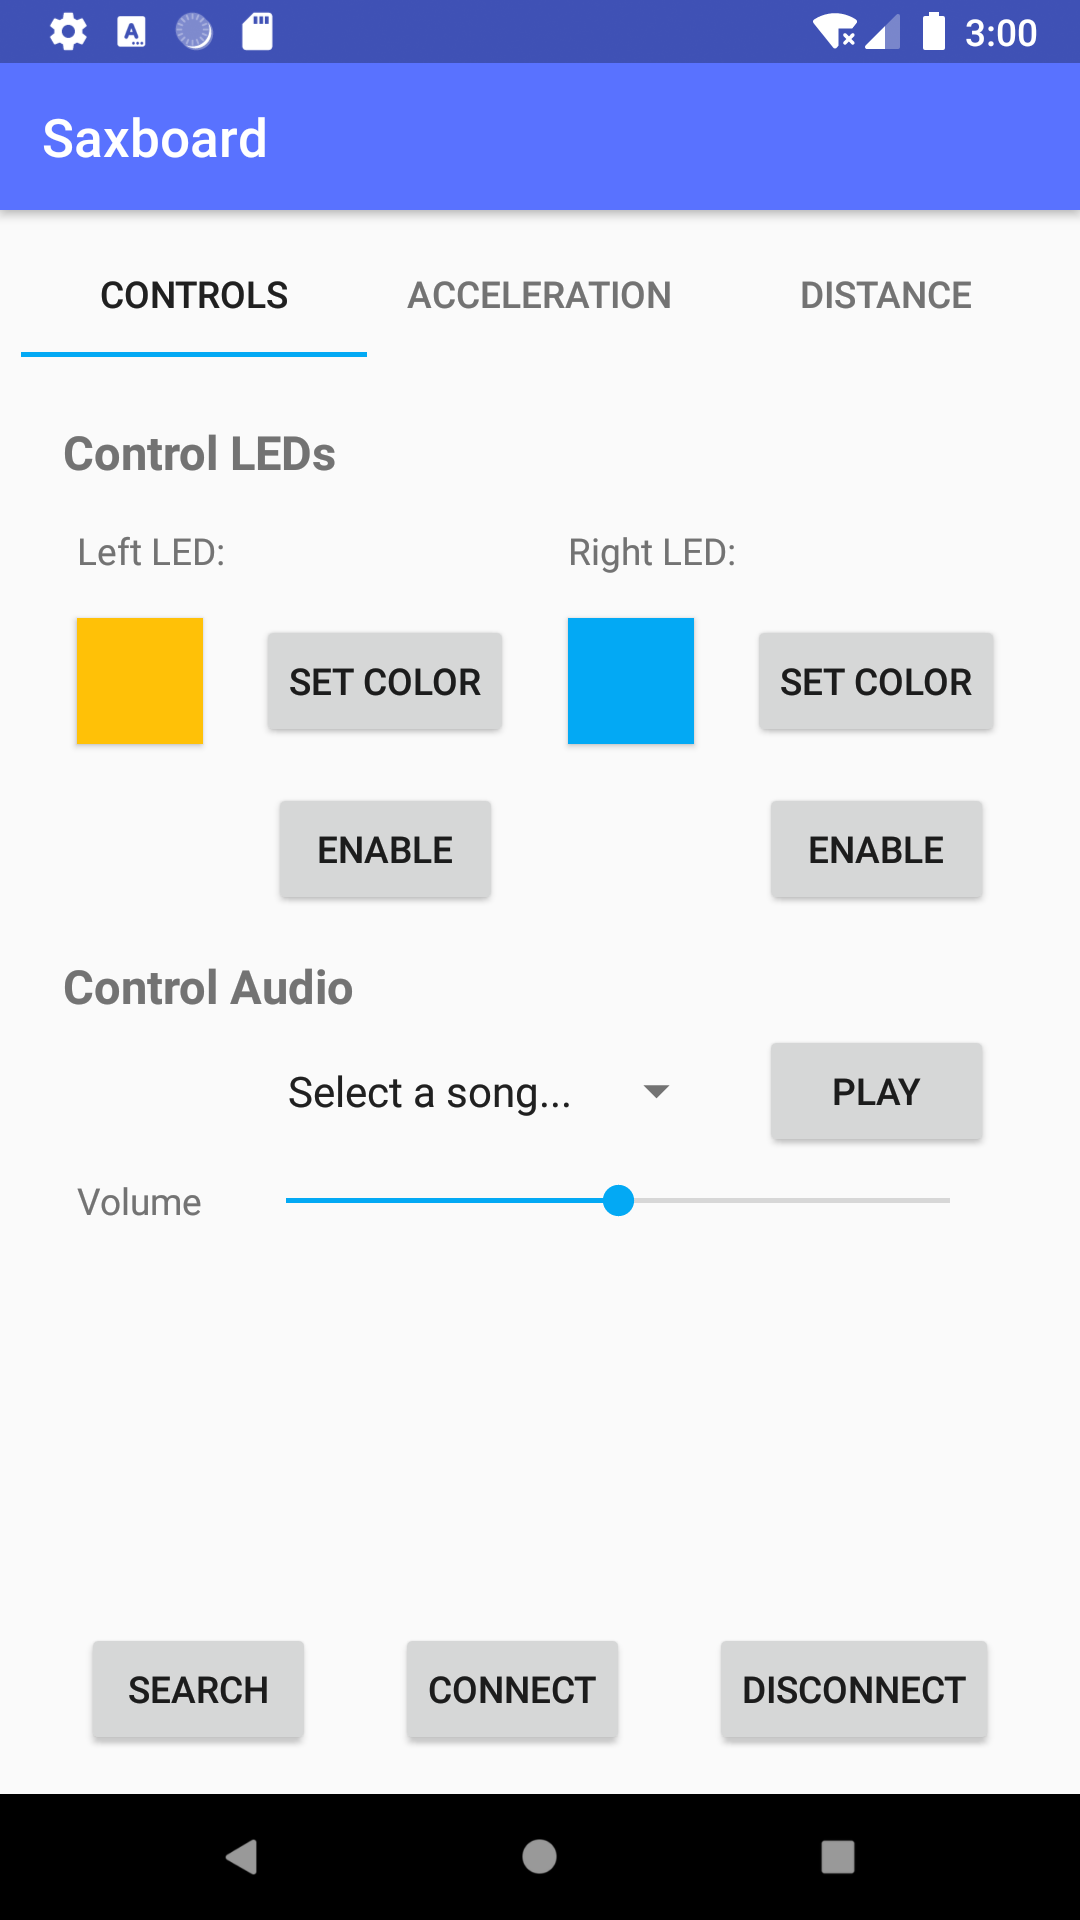 3:00
Saxboard
CONTROLS ACCELERATION DISTANCE
Control LEDs
Left LED: Right LED:
SET COLOR SET COLOR
ENABLE ENABLE
Control Audio
Select a song... PLAY
Volume
SEARCH CONNECT DISCONNECT